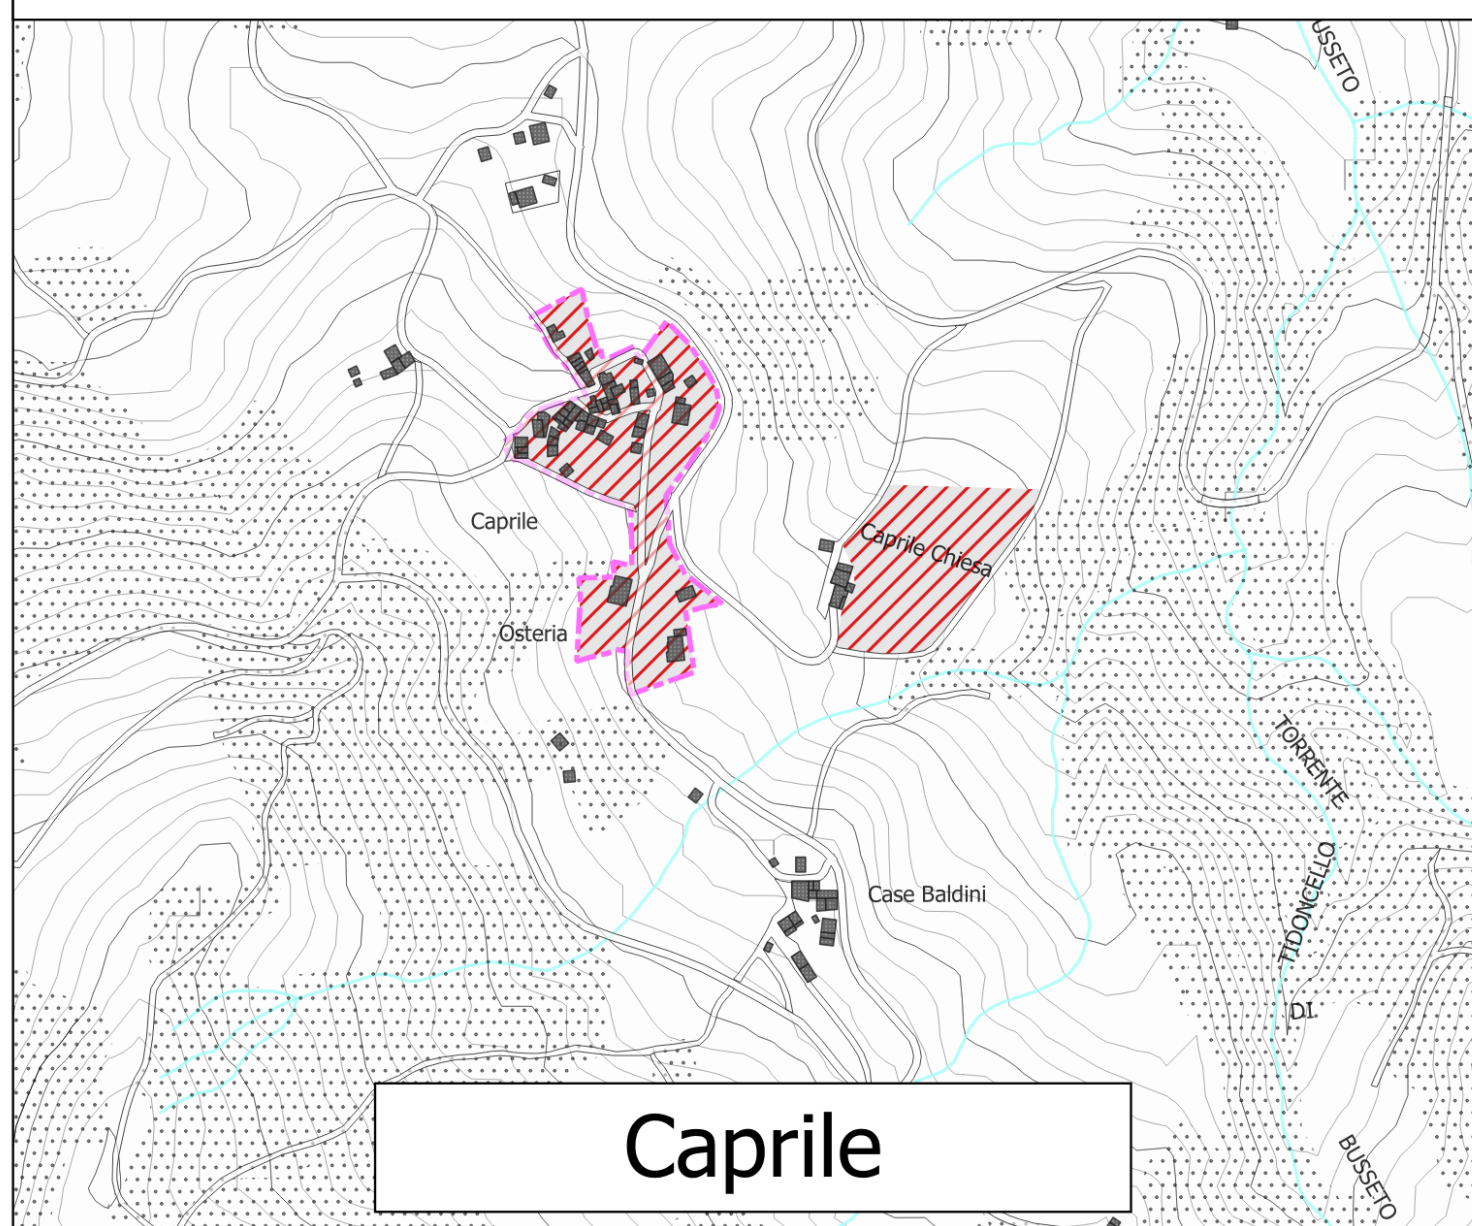 USSETO
Caprile
Caprile Chiesa
Osteria
TORRENTE
TIDONCELLO
Case Baldini
DI
BUSSETO
Caprile